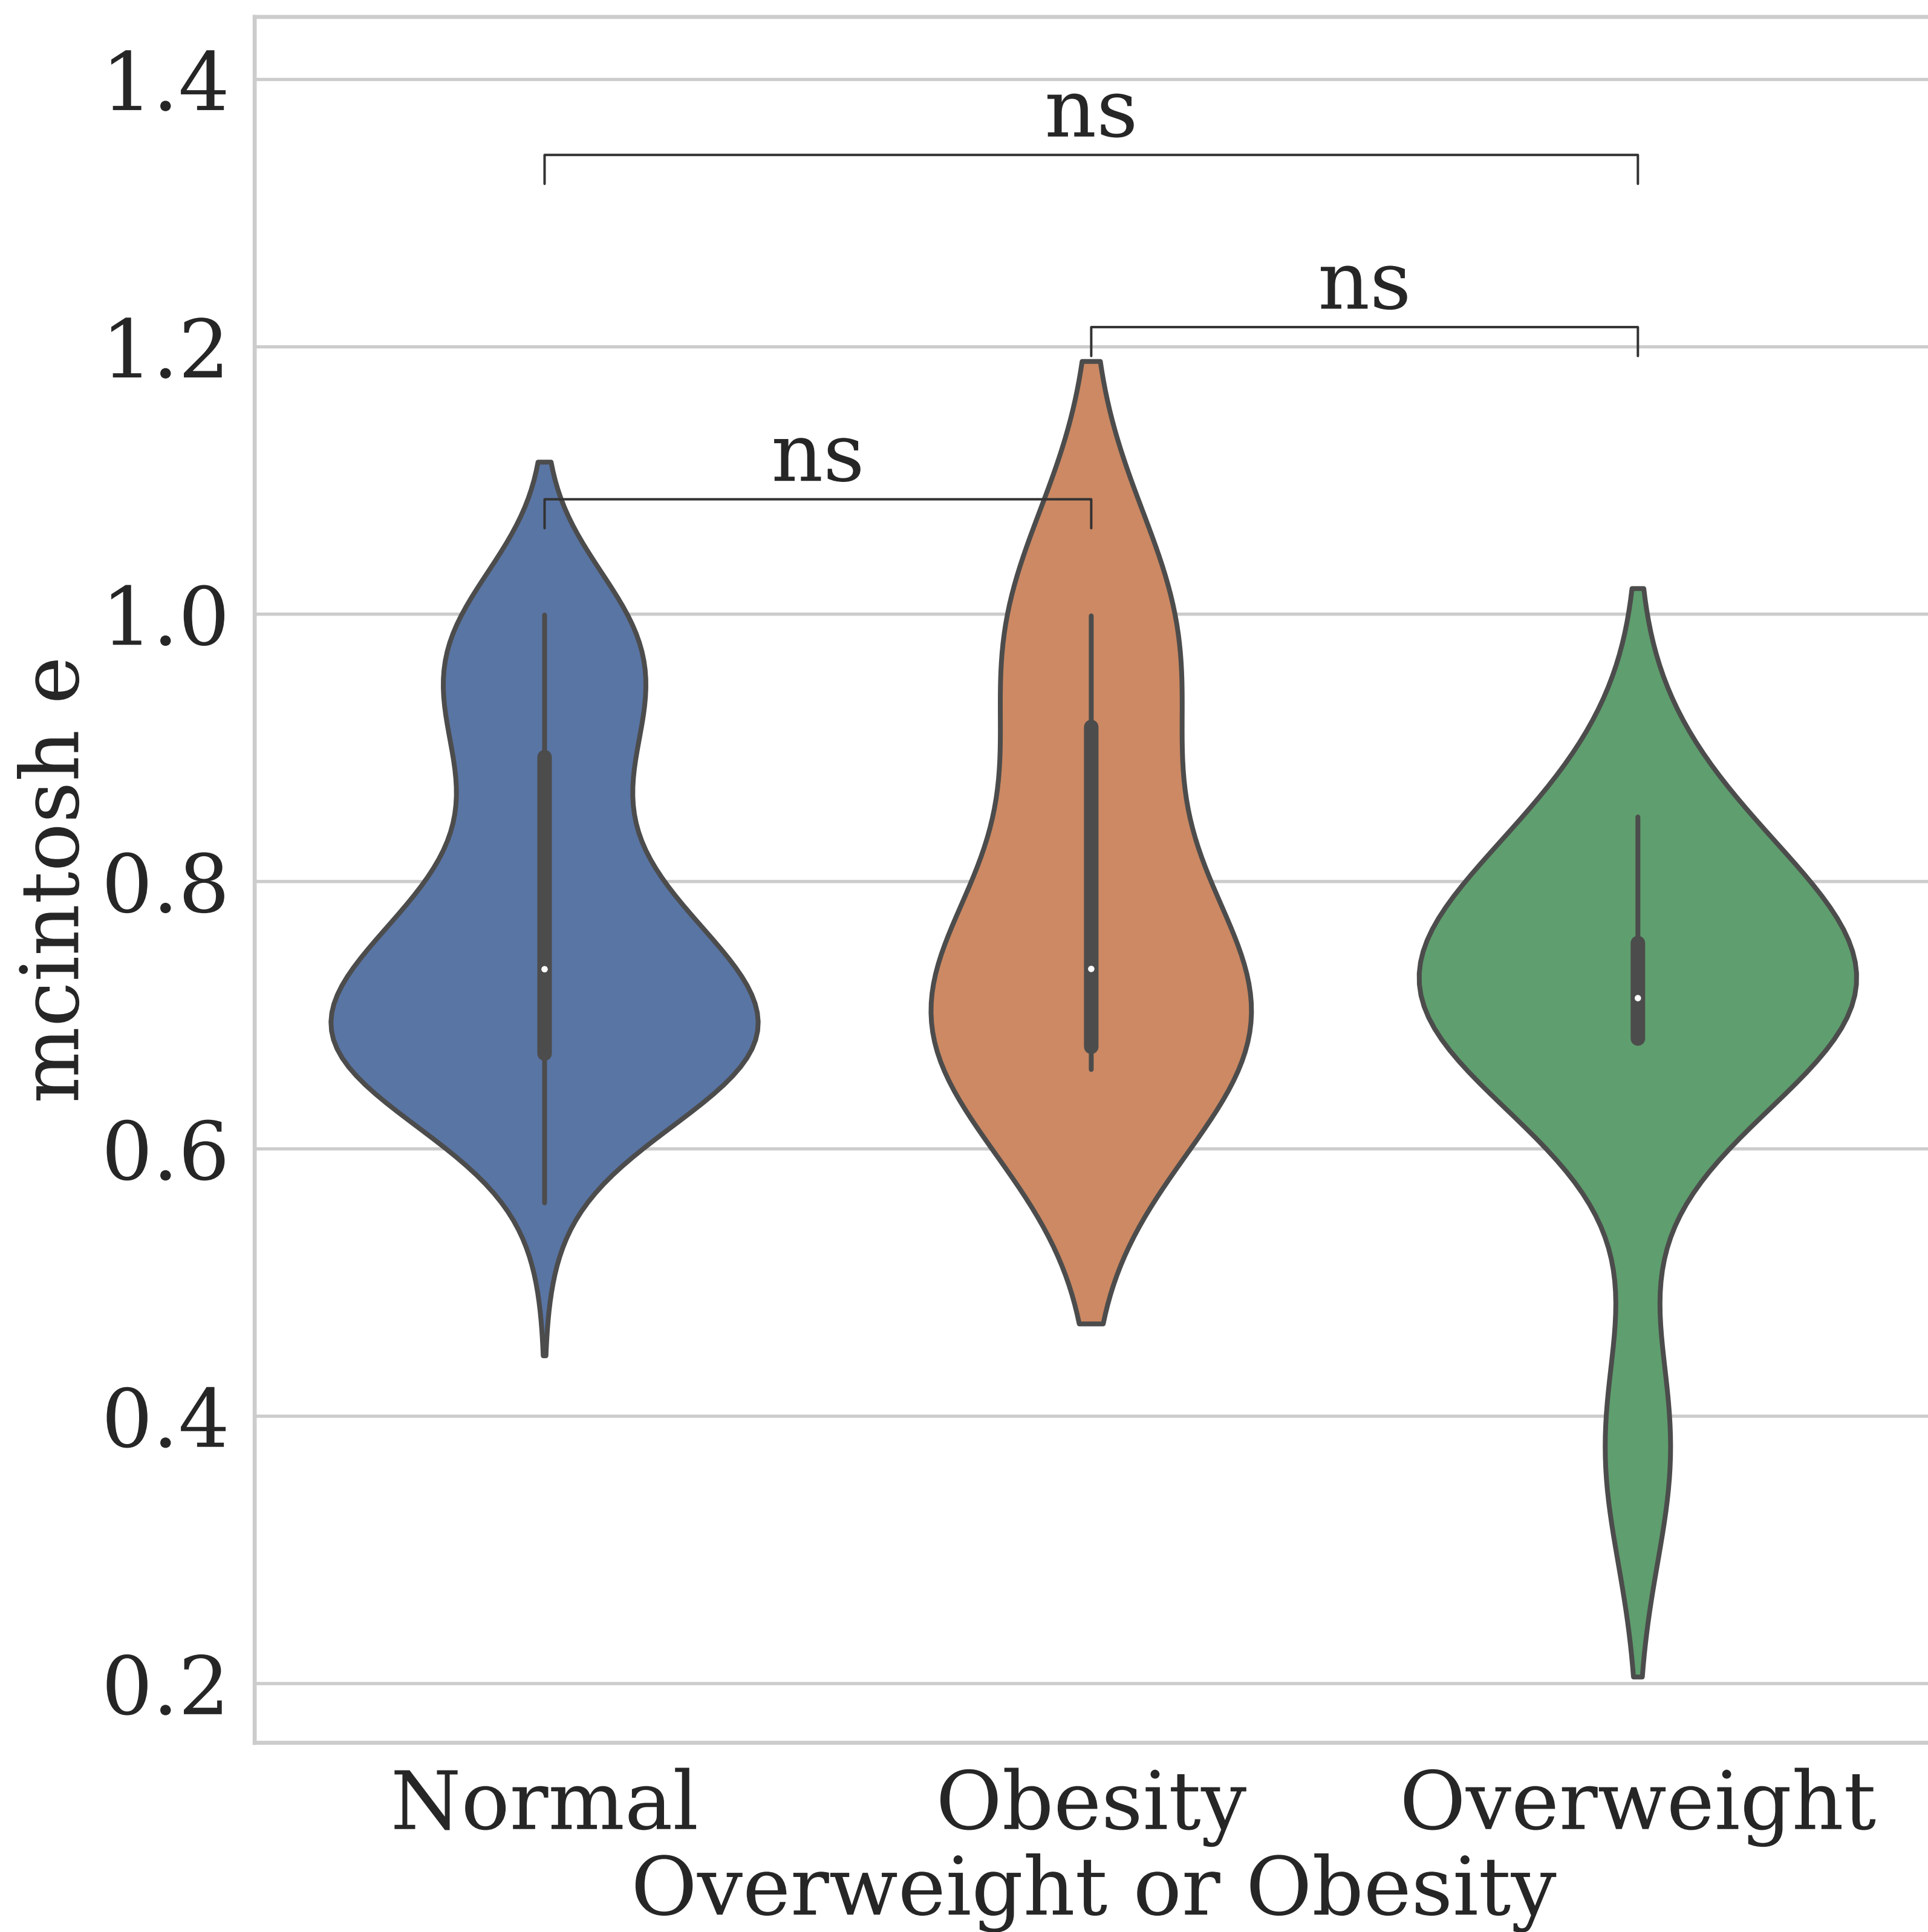 1.4
1.2
1.0
0.8
0.6
0.4
0.2
mcintosh e
ns
ns
ns
Normal Obesity Overweight
Overweight or Obesity